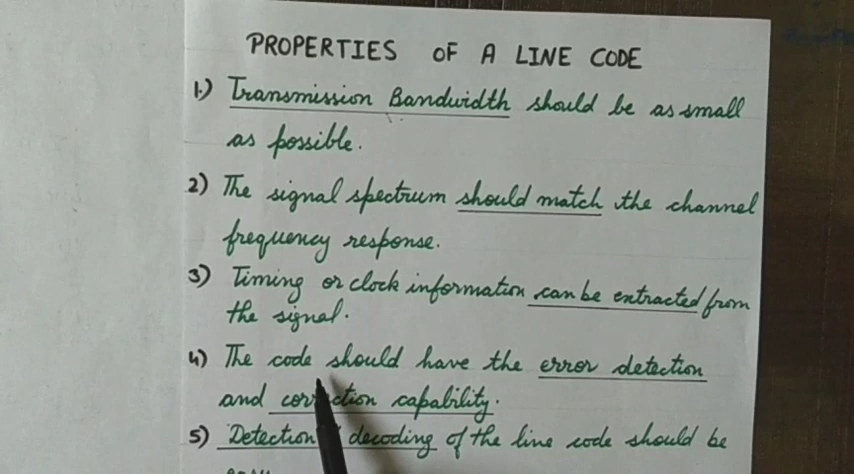 PROPERTIES OF A LINE CODE
1.) Transmission Bandwidth should be as small
as possible.
2) The signal spectrum should match the channel
frequency response.
3) Timing or clock information can be extracted from
the signal.
4) The code should have the error detection
and correction capability.
5) Detection decoding of the line code should be